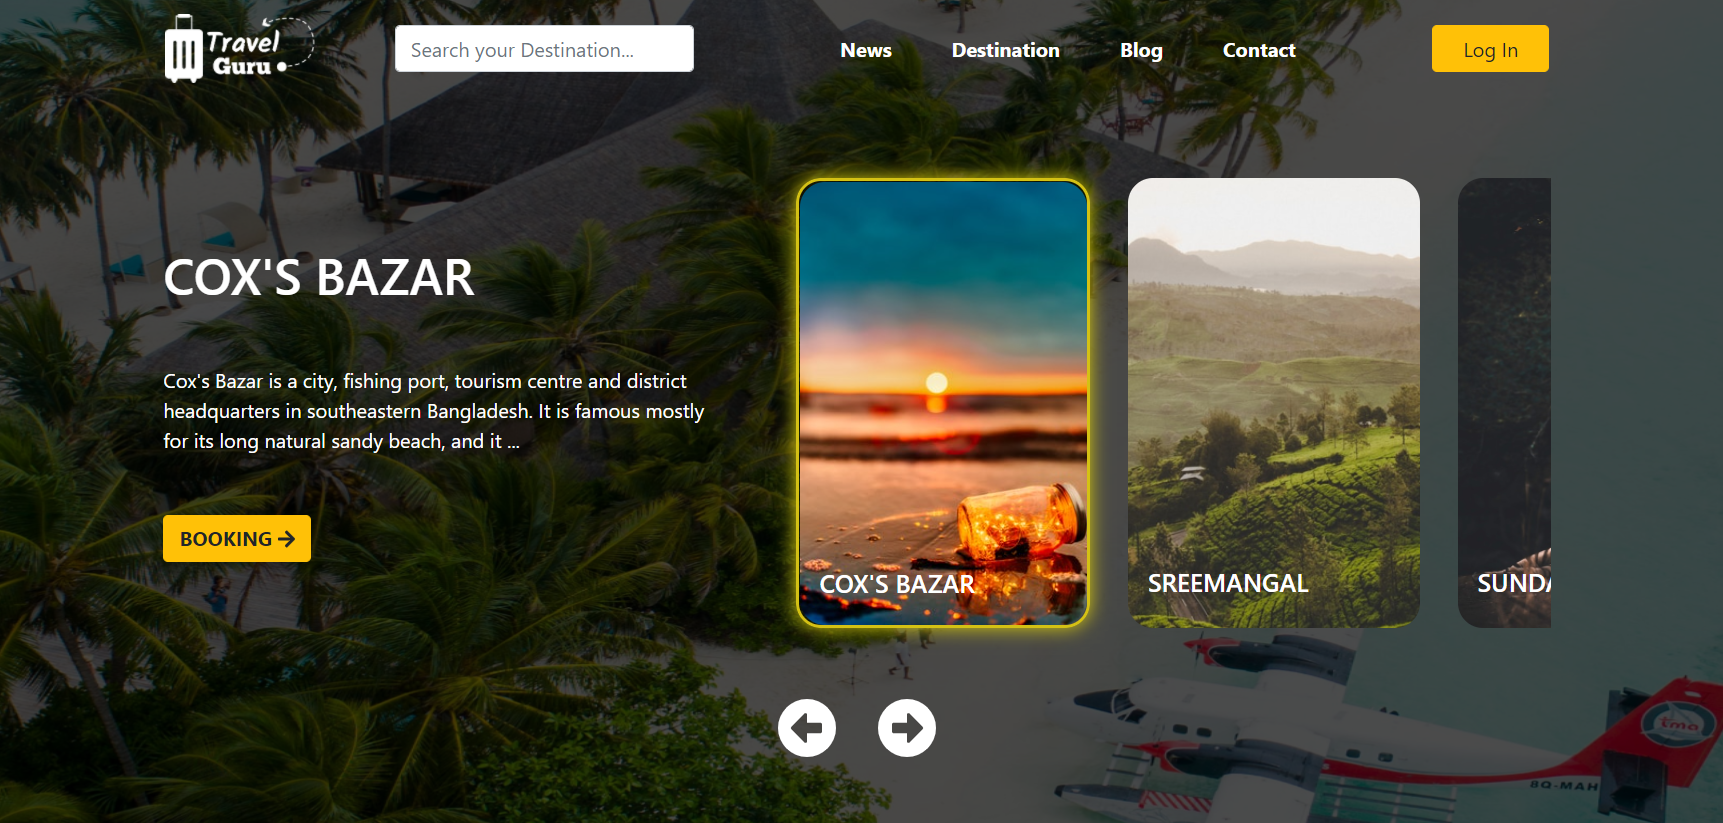 Travel
Guru
Search your Destination...
News
Destination
Blog
Contact
Log In
COX'S BAZAR
Cox's Bazar is a city, fishing port, tourism centre and district
headquarters in southeastern Bangladesh. It is famous mostly
for its long natural sandy beach, and it ...
BOOKING
COX'S BAZAR
SREEMANGAL
SUNDA
tma
8Q-MAH